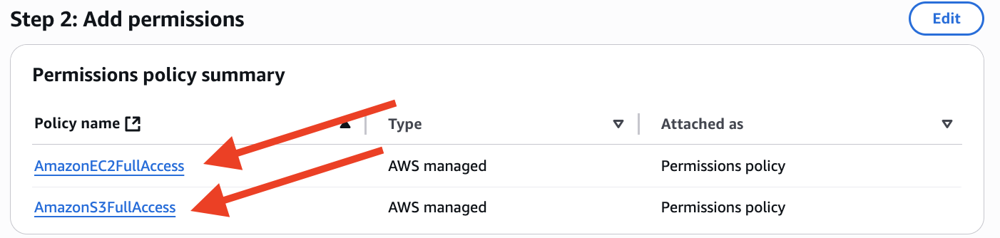 Step 2: Add permissions
Edit
Permissions policy summary
Policy name Type Attached as
AmazonEC2FullAccess AWS managed Permissions policy
AmazonS3FullAccess AWS managed Permissions policy